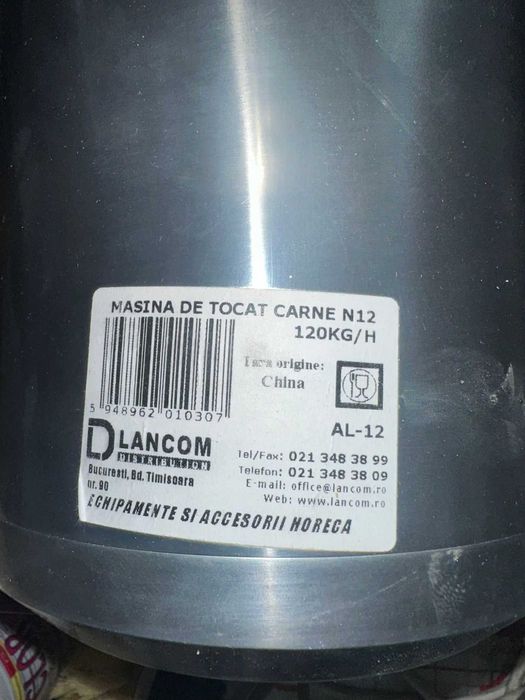 MASINA DE TOCAT CARNE N12
120KG/H
Tara origine:
China
5 948962 010307
AL-12
D LANCOM
DISTRIBUTION
Bucuresti, Bd. Timisoara
nr. 90
Tel/Fax: 021 348 38 99
Telefon: 021 348 38 09
E-mail: office@lancom.ro
Web: www.lancom.ro
ECHIPAMENTE SI ACCESORII HORECA